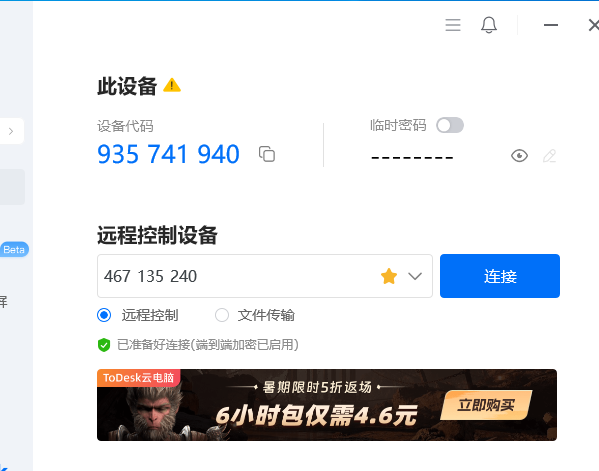 此设备
设备代码
临时密码
935 741 940
--------
Beta
远程控制设备
467 135 240
连接
屏
远程控制
文件传输
已准备好连接(端到端加密已启用)
ToDesk云电脑
暑期限时5折返场
6小时包仅需4.6元
立即购买